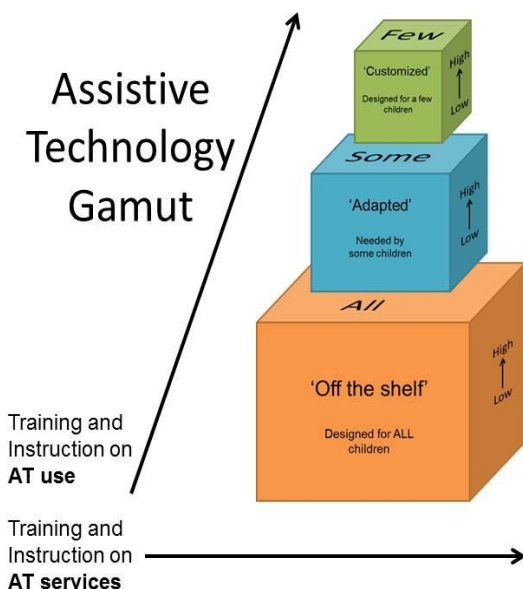 Assistive
Technology
Gamut
Few
'Customized'
Designed for a few
children
High
Low
Some
'Adapted'
Needed by
some children
High
Low
All
'Off the shelf'
Designed for ALL
children
High
Low
Training and
Instruction on
AT use
Training and
Instruction on
AT services